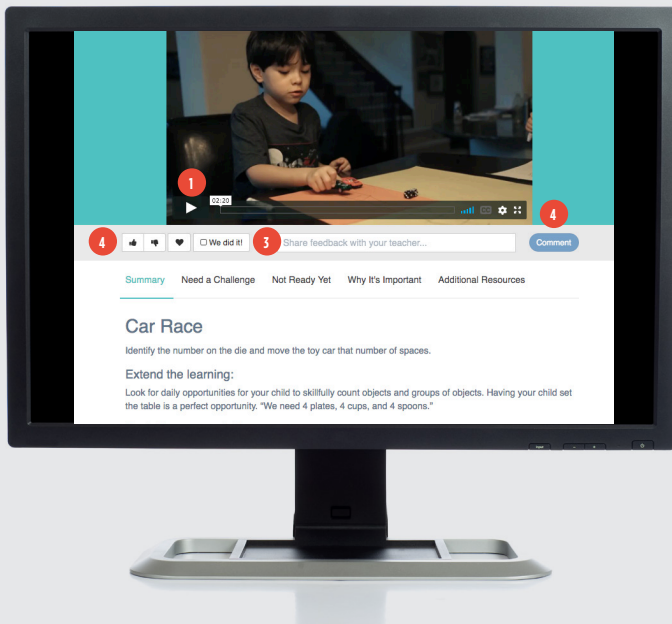 1
02:20
4
4
We did it!
3
Share feedback with your teacher...
Comment
Summary Need a Challenge Not Ready Yet Why It's Important Additional Resources
Car Race
Identify the number on the die and move the toy car that number of spaces.
Extend the learning:
Look for daily opportunities for your child to skillfully count objects and groups of objects. Having your child set
the table is a perfect opportunity. "We need 4 plates, 4 cups, and 4 spoons."